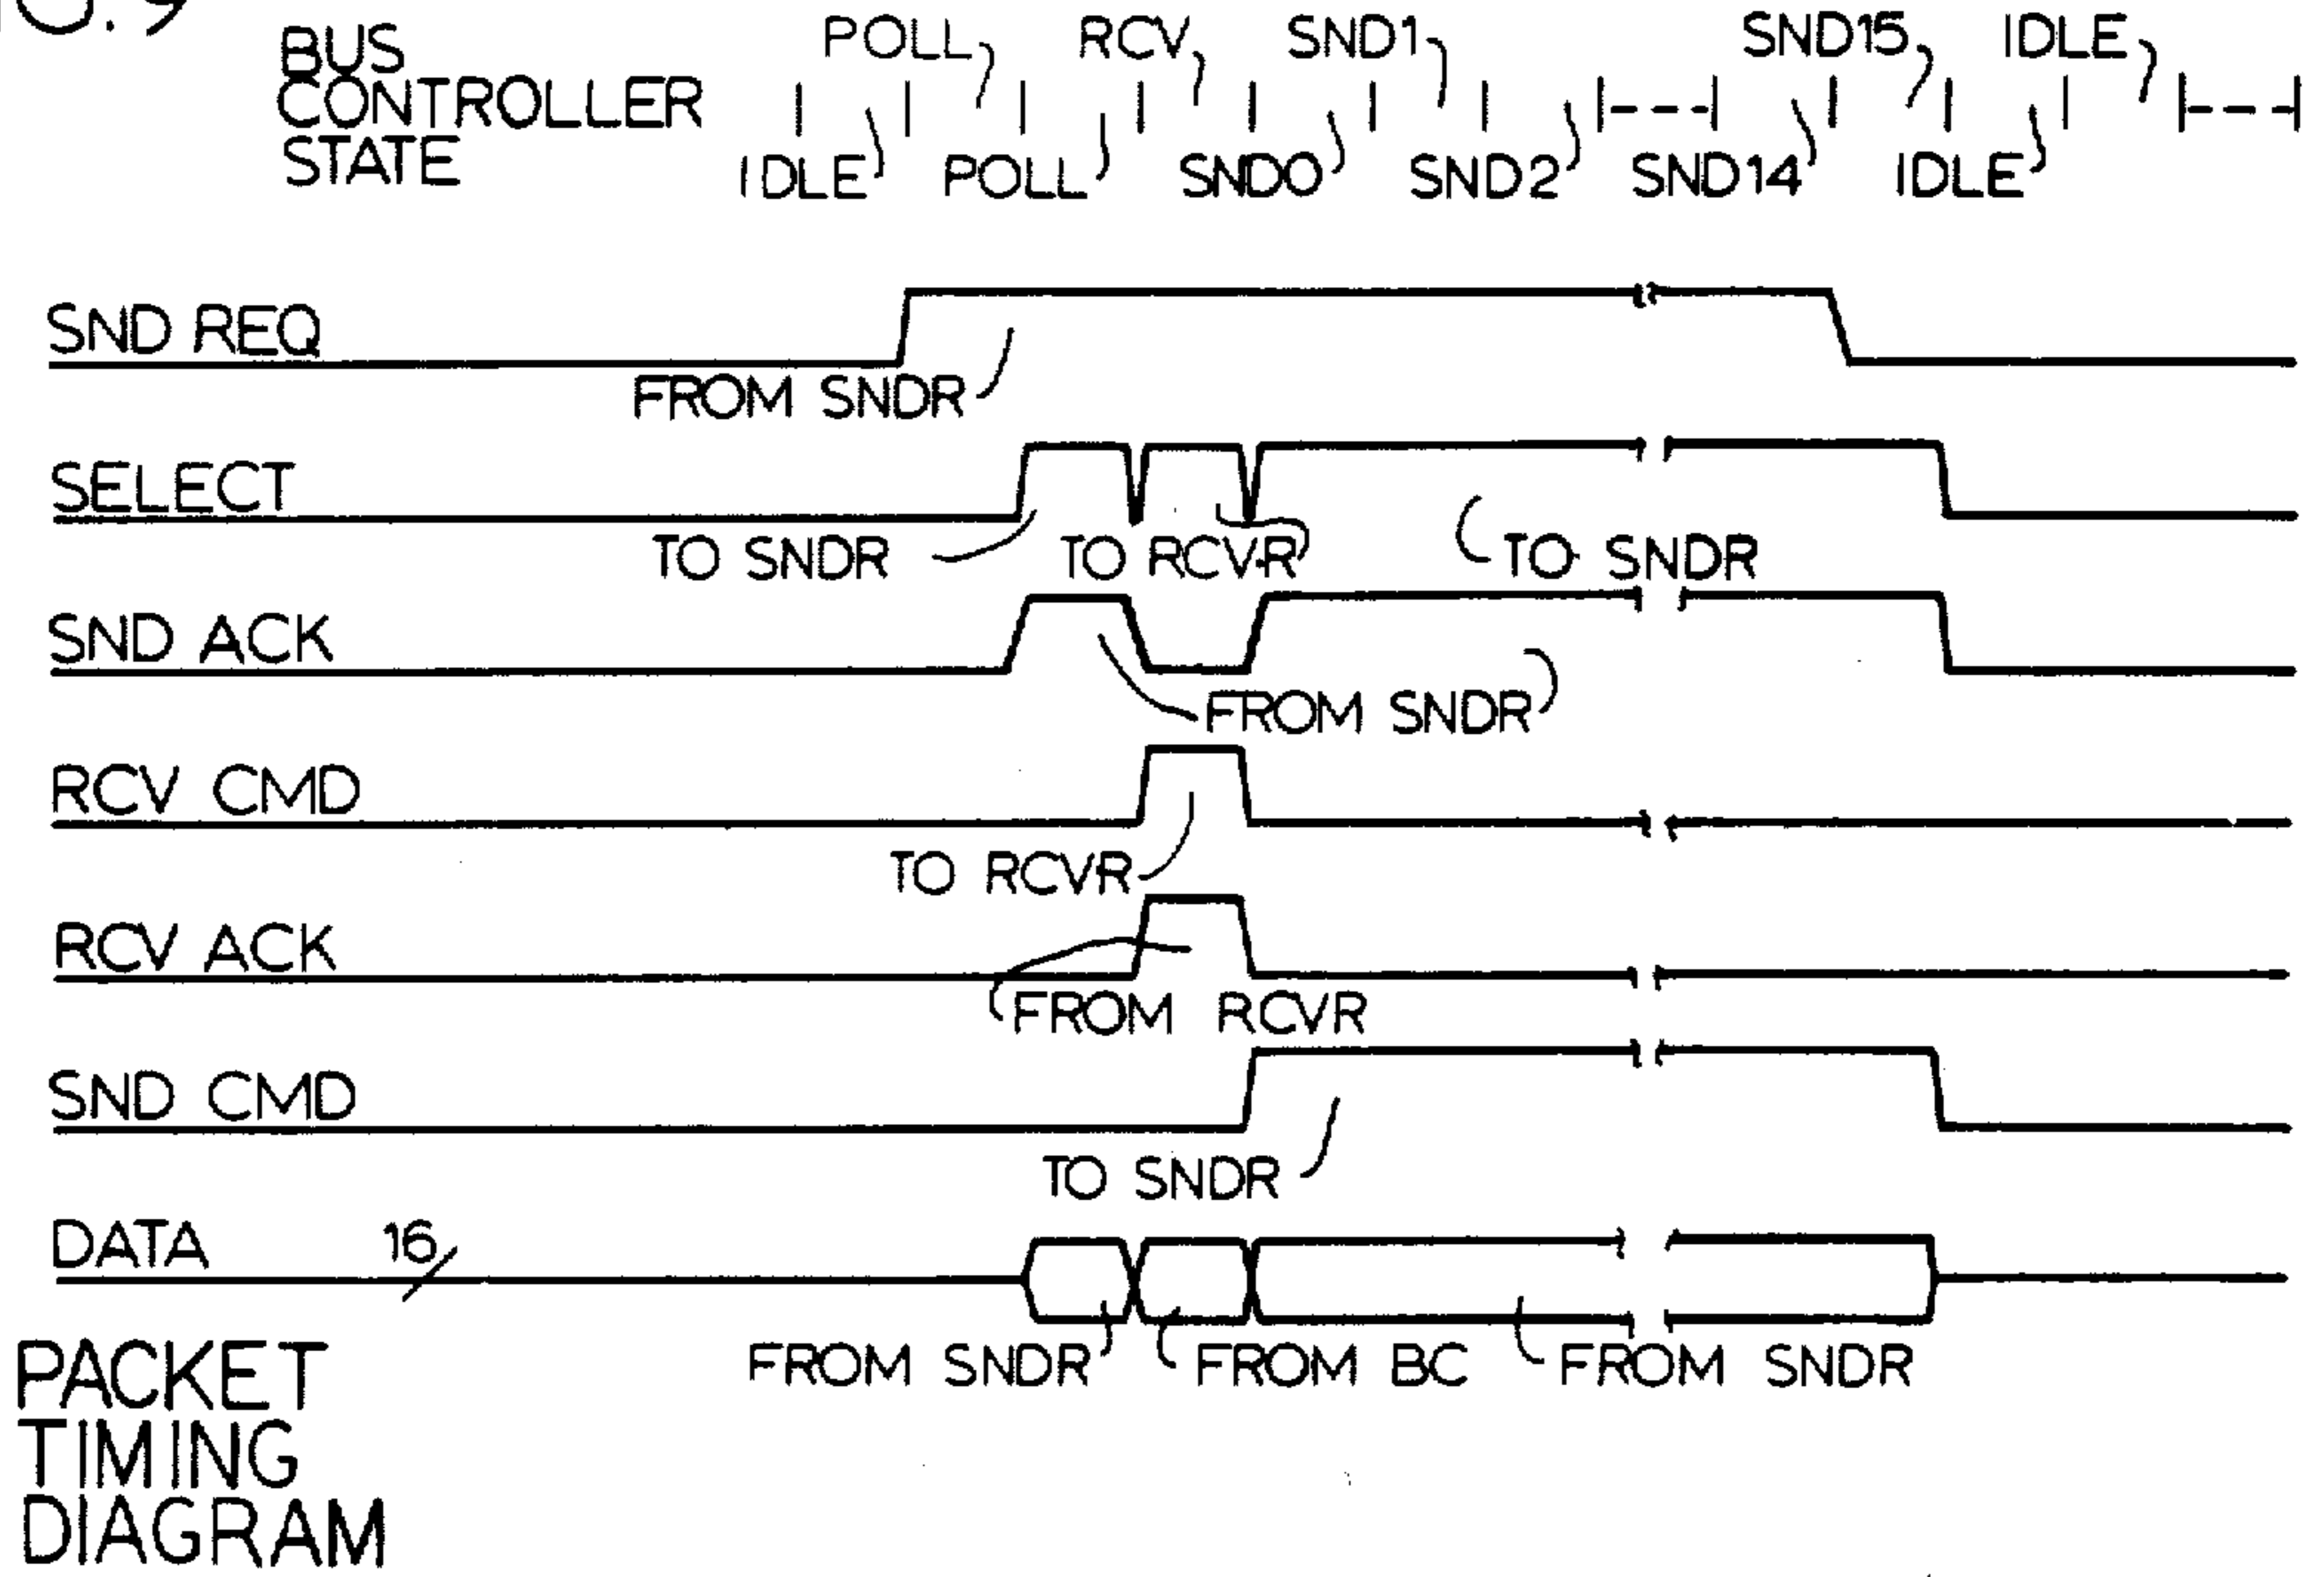 BUS
CONTROLLER
STATE
POLL RCV SND1 SND15 IDLE
IDLE POLL SND0 SND2 SND14 IDLE
SND REQ
FROM SNDR
SELECT
TO SNDR TO RCVR TO SNDR
SND ACK
FROM SNDR
RCV CMD
TO RCVR
RCV ACK
FROM RCVR
SND CMD
TO SNDR
DATA 16
FROM SNDR FROM BC FROM SNDR
PACKET
TIMING
DIAGRAM